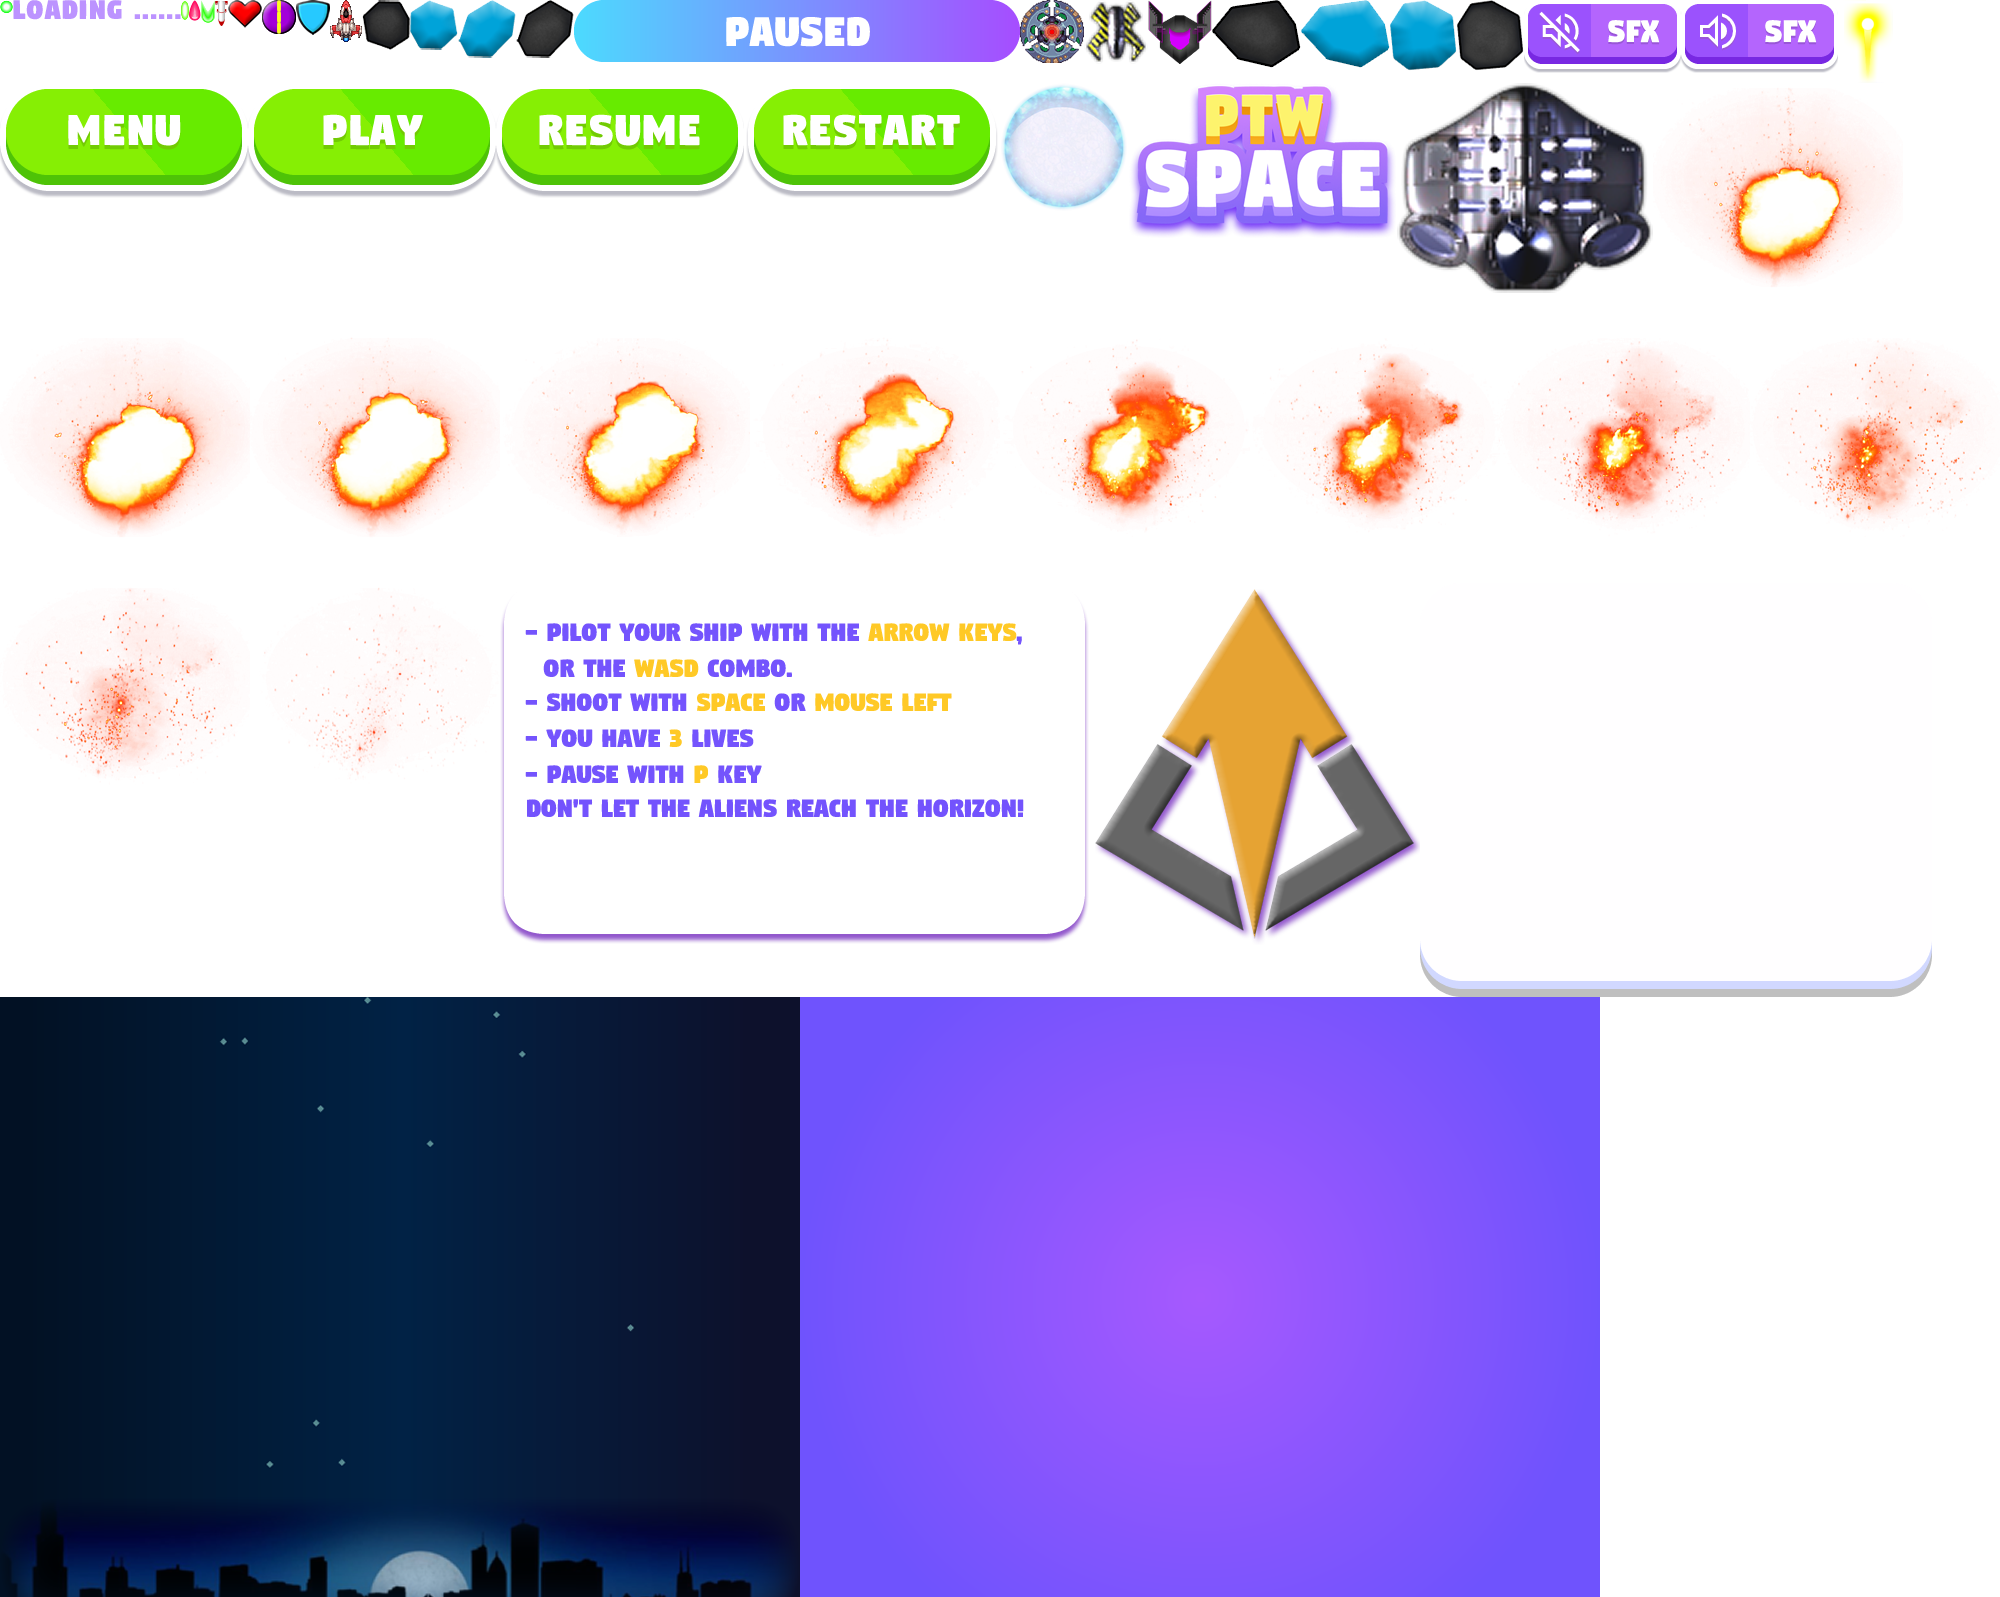 LOADING ......
PAUSED
SFX
SFX
MENU
PLAY
RESUME
RESTART
PTW
SPACE
- PILOT YOUR SHIP WITH THE ARROW KEYS,
OR THE WASD COMBO.
- SHOOT WITH SPACE OR MOUSE LEFT
- YOU HAVE 3 LIVES
- PAUSE WITH P KEY
DON'T LET THE ALIENS REACH THE HORIZON!